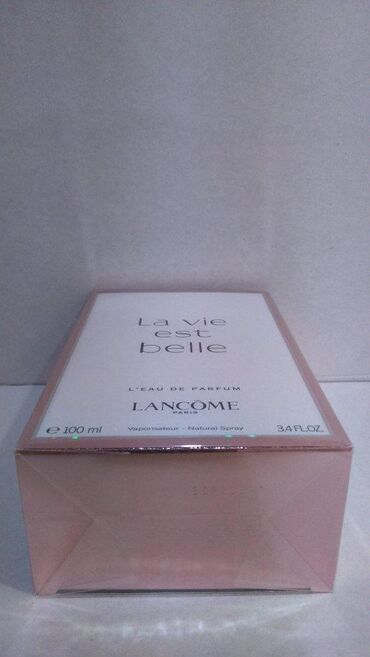 La vie
est
belle
L'EAU DE PARFUM
LANCÔME
PARIS
℮ 100 ml Vaporisateur - Natural Spray 3.4 FL.OZ.